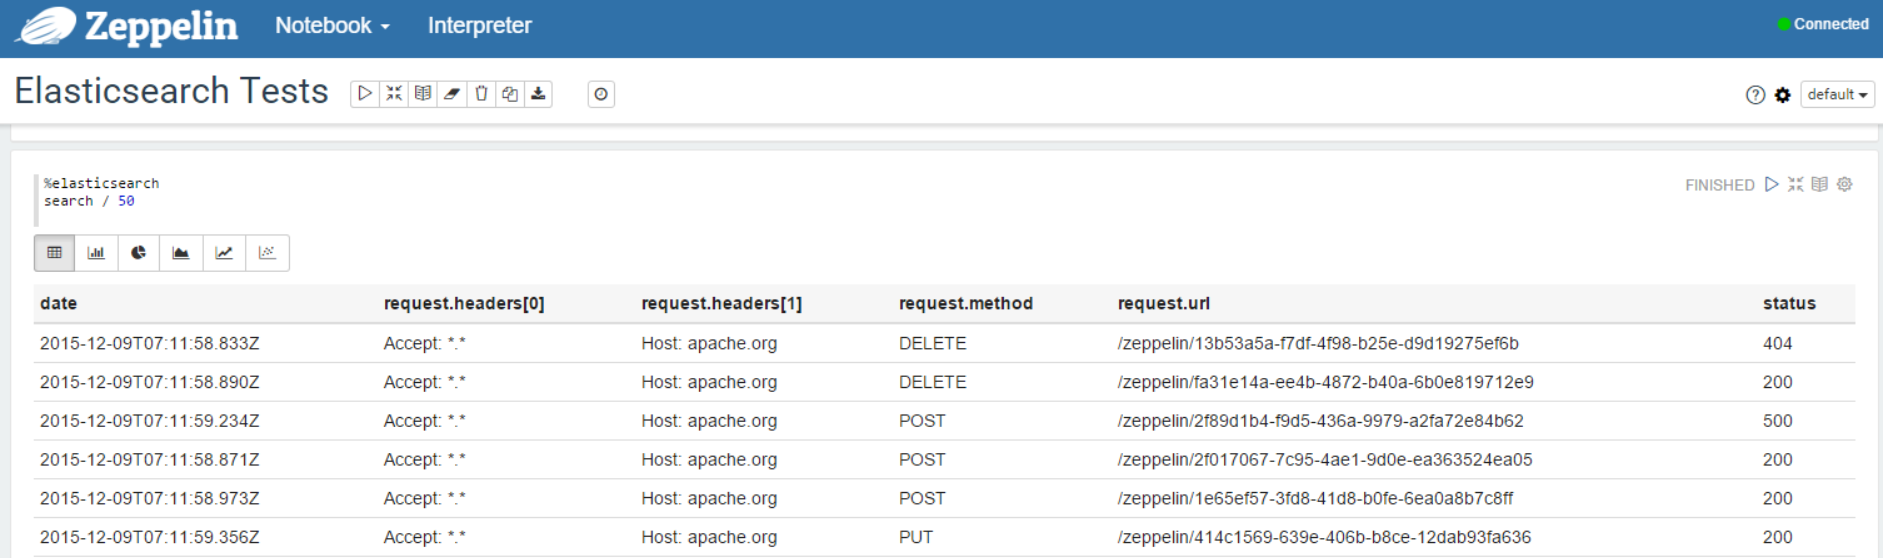 Zeppelin Notebook Interpreter Connected
Elasticsearch Tests default
%elasticsearch FINISHED
search / 50
date request.headers[0] request.headers[1] request.method request.url status
2015-12-09T07:11:58.833Z Accept: *.* Host: apache.org DELETE /zeppelin/13b53a5a-f7df-4f98-b25e-d9d19275ef6b 404
2015-12-09T07:11:58.890Z Accept: *.* Host: apache.org DELETE /zeppelin/fa31e14a-ee4b-4872-b40a-6b0e819712e9 200
2015-12-09T07:11:59.234Z Accept: *.* Host: apache.org POST /zeppelin/2f89d1b4-f9d5-436a-9979-a2fa72e84b62 500
2015-12-09T07:11:58.871Z Accept: *.* Host: apache.org POST /zeppelin/2f017067-7c95-4ae1-9d0e-ea363524ea05 200
2015-12-09T07:11:58.973Z Accept: *.* Host: apache.org POST /zeppelin/1e65ef57-3fd8-41d8-b0fe-6ea0a8b7c8ff 200
2015-12-09T07:11:59.356Z Accept: *.* Host: apache.org PUT /zeppelin/414c1569-639e-406b-b8ce-12dab93fa636 200